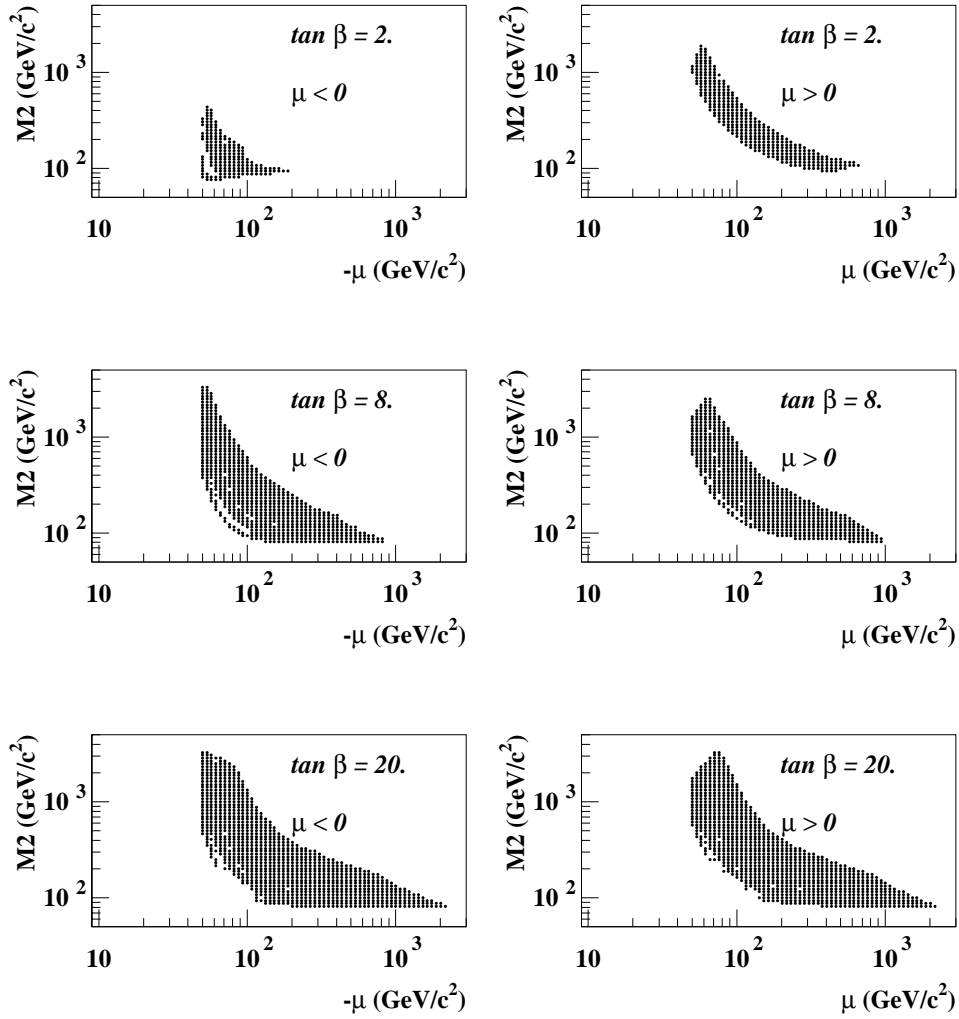 M2 (GeV/c²)
10³
10²
tan β = 2.
μ < 0
10
10²
10³
-μ (GeV/c²)
M2 (GeV/c²)
10³
10²
tan β = 2.
μ > 0
10
10²
10³
μ (GeV/c²)
M2 (GeV/c²)
10³
10²
tan β = 8.
μ < 0
10
10²
10³
-μ (GeV/c²)
M2 (GeV/c²)
10³
10²
tan β = 8.
μ > 0
10
10²
10³
μ (GeV/c²)
M2 (GeV/c²)
10³
10²
tan β = 20.
μ < 0
10
10²
10³
-μ (GeV/c²)
M2 (GeV/c²)
10³
10²
tan β = 20.
μ > 0
10
10²
10³
μ (GeV/c²)